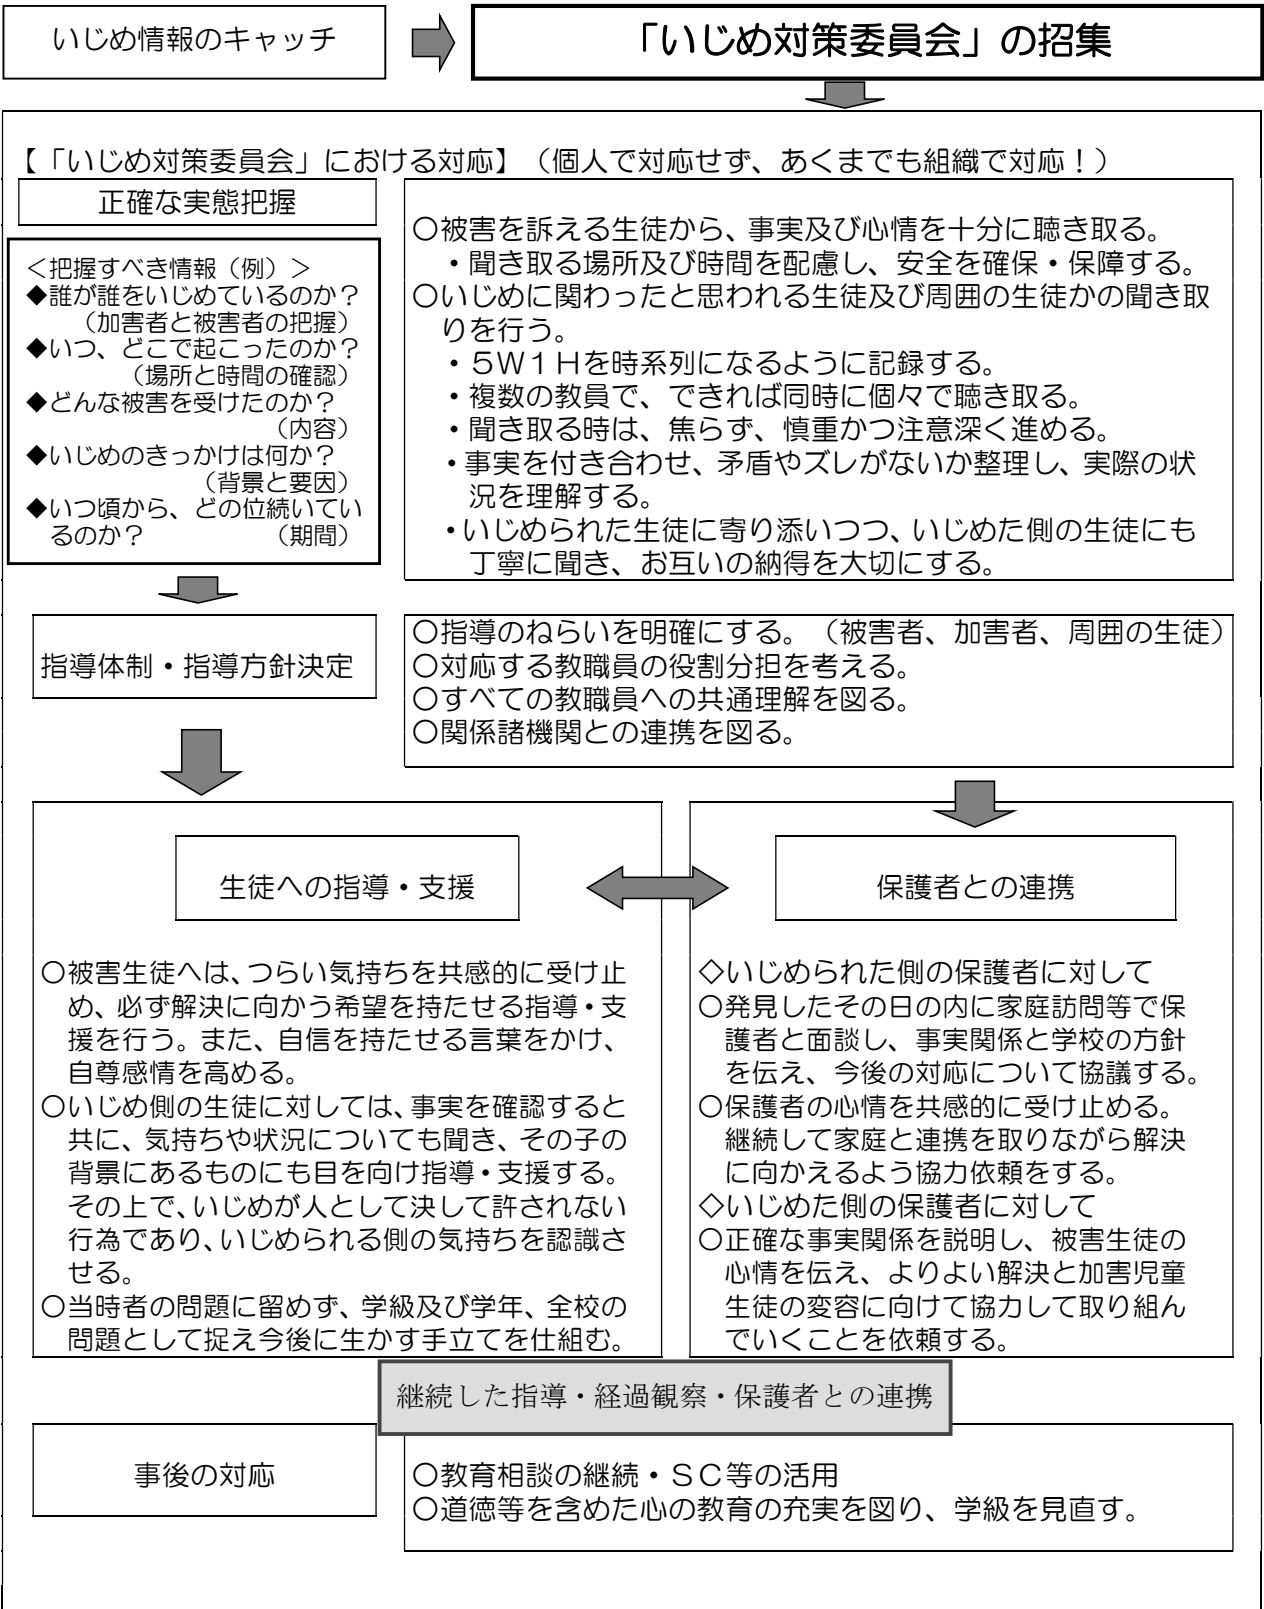 いじめ情報のキャッチ
「いじめ対策委員会」の招集
【「いじめ対策委員会」における対応】（個人で対応せず、あくまでも組織で対応！）
正確な実態把握
＜把握すべき情報（例）＞
◆誰が誰をいじめているのか？
（加害者と被害者の把握）
◆いつ、どこで起こったのか？
（場所と時間の確認）
◆どんな被害を受けたのか？
（内容）
◆いじめのきっかけは何か？
（背景と要因）
◆いつ頃から、どの位続いてい
るのか？　（期間）
○被害を訴える生徒から、事実及び心情を十分に聴き取る。
・聞き取る場所及び時間を配慮し、安全を確保・保障する。
○いじめに関わったと思われる生徒及び周囲の生徒かの聞き取
りを行う。
・５Ｗ１Ｈを時系列になるように記録する。
・複数の教員で、できれば同時に個々で聴き取る。
・聞き取る時は、焦らず、慎重かつ注意深く進める。
・事実を付き合わせ、矛盾やズレがないか整理し、実際の状
況を理解する。
・いじめられた生徒に寄り添いつつ、いじめた側の生徒にも
丁寧に聞き、お互いの納得を大切にする。
指導体制・指導方針決定
○指導のねらいを明確にする。（被害者、加害者、周囲の生徒）
○対応する教職員の役割分担を考える。
○すべての教職員への共通理解を図る。
○関係諸機関との連携を図る。
生徒への指導・支援
○被害生徒へは、つらい気持ちを共感的に受け止
め、必ず解決に向かう希望を持たせる指導・支
援を行う。また、自信を持たせる言葉をかけ、
自尊感情を高める。
○いじめ側の生徒に対しては、事実を確認すると
共に、気持ちや状況についても聞き、その子の
背景にあるものにも目を向け指導・支援する。
その上で、いじめが人として決して許されない
行為であり、いじめられる側の気持ちを認識さ
せる。
○当時者の問題に留めず、学級及び学年、全校の
問題として捉え今後に生かす手立てを仕組む。
保護者との連携
◇いじめられた側の保護者に対して
○発見したその日の内に家庭訪問等で保
護者と面談し、事実関係と学校の方針
を伝え、今後の対応について協議する。
○保護者の心情を共感的に受け止める。
継続して家庭と連携を取りながら解決
に向かえるよう協力依頼をする。
◇いじめた側の保護者に対して
○正確な事実関係を説明し、被害生徒の
心情を伝え、よりよい解決と加害児童
生徒の変容に向けて協力して取り組ん
でいくことを依頼する。
継続した指導・経過観察・保護者との連携
事後の対応
○教育相談の継続・ＳＣ等の活用
○道徳等を含めた心の教育の充実を図り、学級を見直す。